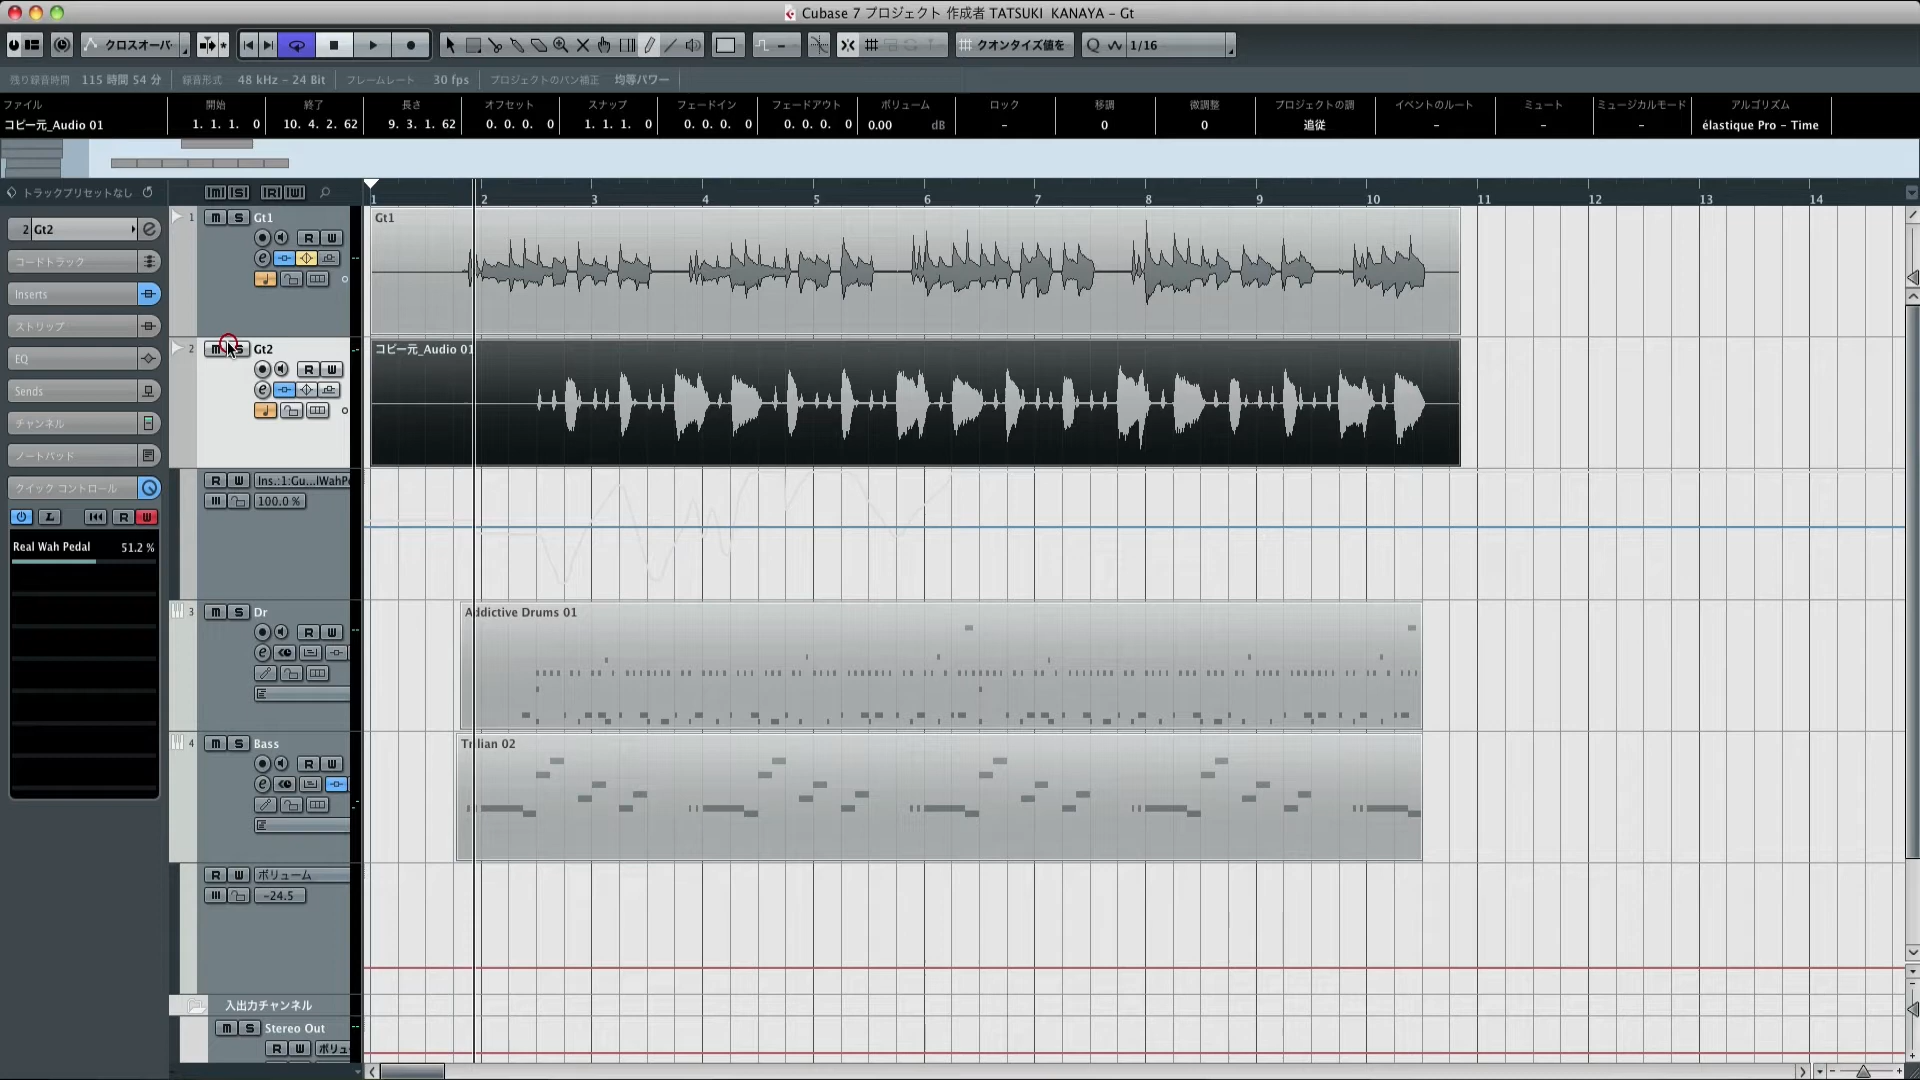 Cubase 7 プロジェクト 作成者 TATSUKI KANAYA – Gt
クロスオーバ
クオンタイズ値を
Q 1/16
残り録音時間 115 時間 54 分 録音形式 48 kHz – 24 Bit フレームレート 30 fps プロジェクトのパン補正 均等パワー
ファイル 開始 終了 長さ オフセット スナップ フェードイン フェードアウト ボリューム ロック 移調 微調整 プロジェクトの調 イベントのルート ミュート ミュージカルモード アルゴリズム
コピー元_Audio 01 1. 1. 1. 0 10. 4. 2. 62 9. 3. 1. 62 0. 0. 0. 0 1. 1. 1. 0 0. 0. 0. 0 0. 0. 0. 0 0.00 dB – 0 0 追従 – – – élastique Pro – Time
トラックプリセットなし M S R W
1 2 3 4 5 6 7 8 9 10 11 12 13 14
2 Gt2
コードトラック
Inserts
ストリップ
EQ
Sends
チャンネル
ノートパッド
クイック コントロール
L R W
Real Wah Pedal 51.2 %
1 M S Gt1
R W
Gt1
2 M S Gt2
R W
コピー元_Audio 01
R W Ins.:1:Gu...lWahPe
100.0 %
3 M S Dr
R W
Addictive Drums 01
4 M S Bass
R W
Trilian 02
R W ボリューム
–24.5
入出力チャンネル
M S Stereo Out
R W ボリュ